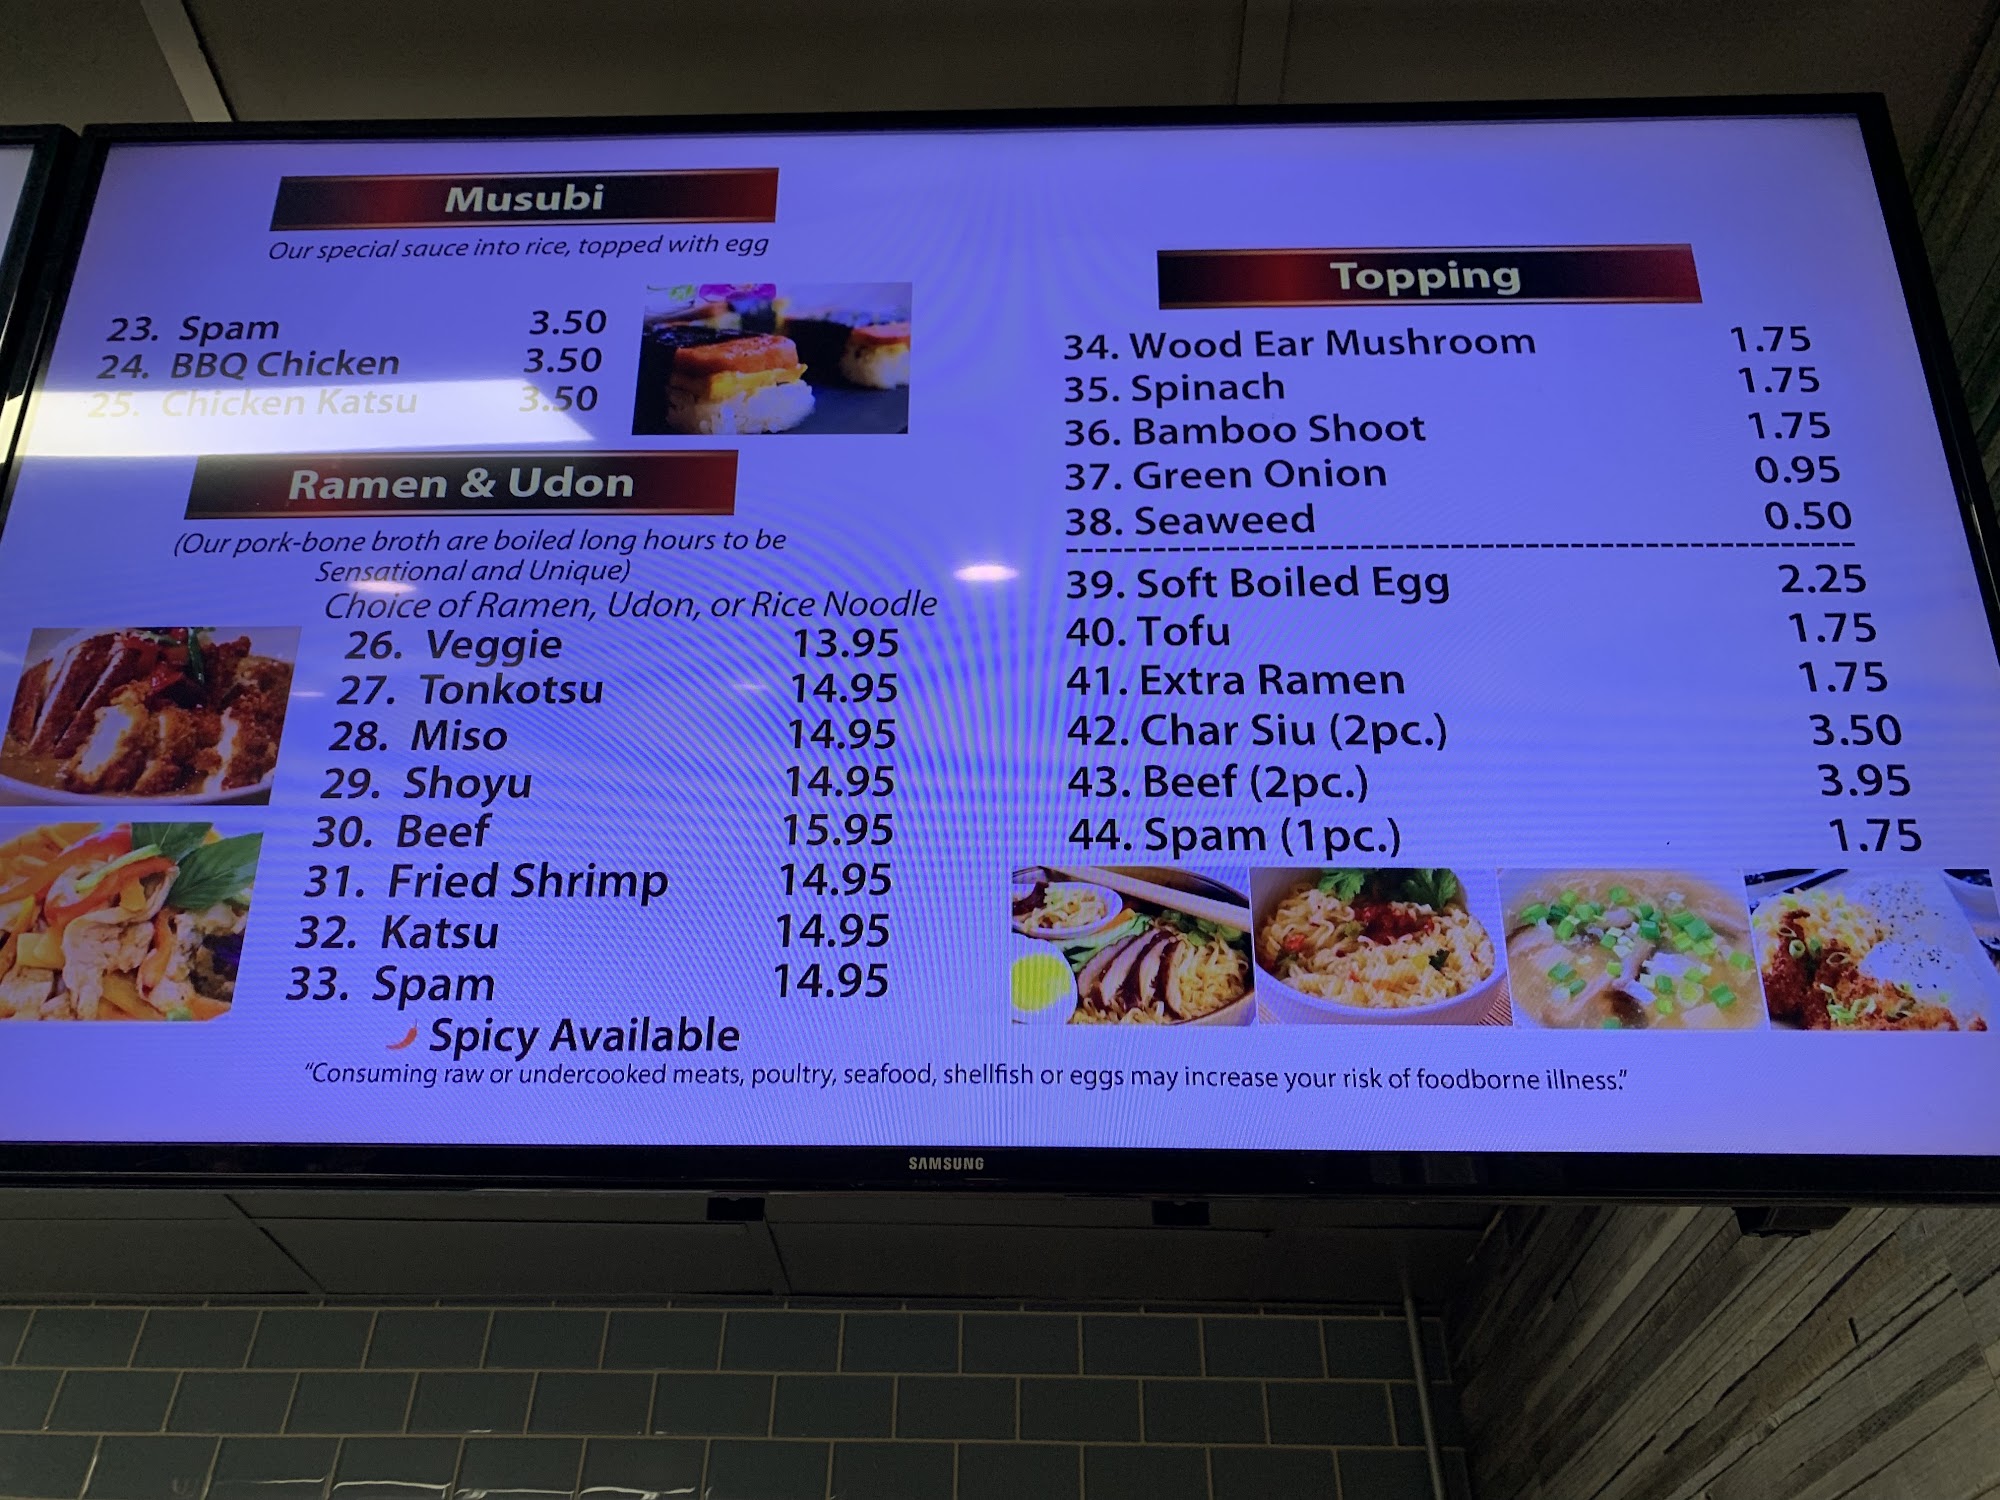 Musubi
Our special sauce into rice, topped with egg
23. Spam 3.50
24. BBQ Chicken 3.50
25. Chicken Katsu 3.50
Ramen & Udon
(Our pork-bone broth are boiled long hours to be
Sensational and Unique)
Choice of Ramen, Udon, or Rice Noodle
26. Veggie 13.95
27. Tonkotsu 14.95
28. Miso 14.95
29. Shoyu 14.95
30. Beef 15.95
31. Fried Shrimp 14.95
32. Katsu 14.95
33. Spam 14.95
Spicy Available
Topping
34. Wood Ear Mushroom 1.75
35. Spinach 1.75
36. Bamboo Shoot 1.75
37. Green Onion 0.95
38. Seaweed 0.50
39. Soft Boiled Egg 2.25
40. Tofu 1.75
41. Extra Ramen 1.75
42. Char Siu (2pc.) 3.50
43. Beef (2pc.) 3.95
44. Spam (1pc.) 1.75
"Consuming raw or undercooked meats, poultry, seafood, shellfish or eggs may increase your risk of foodborne illness."
SAMSUNG